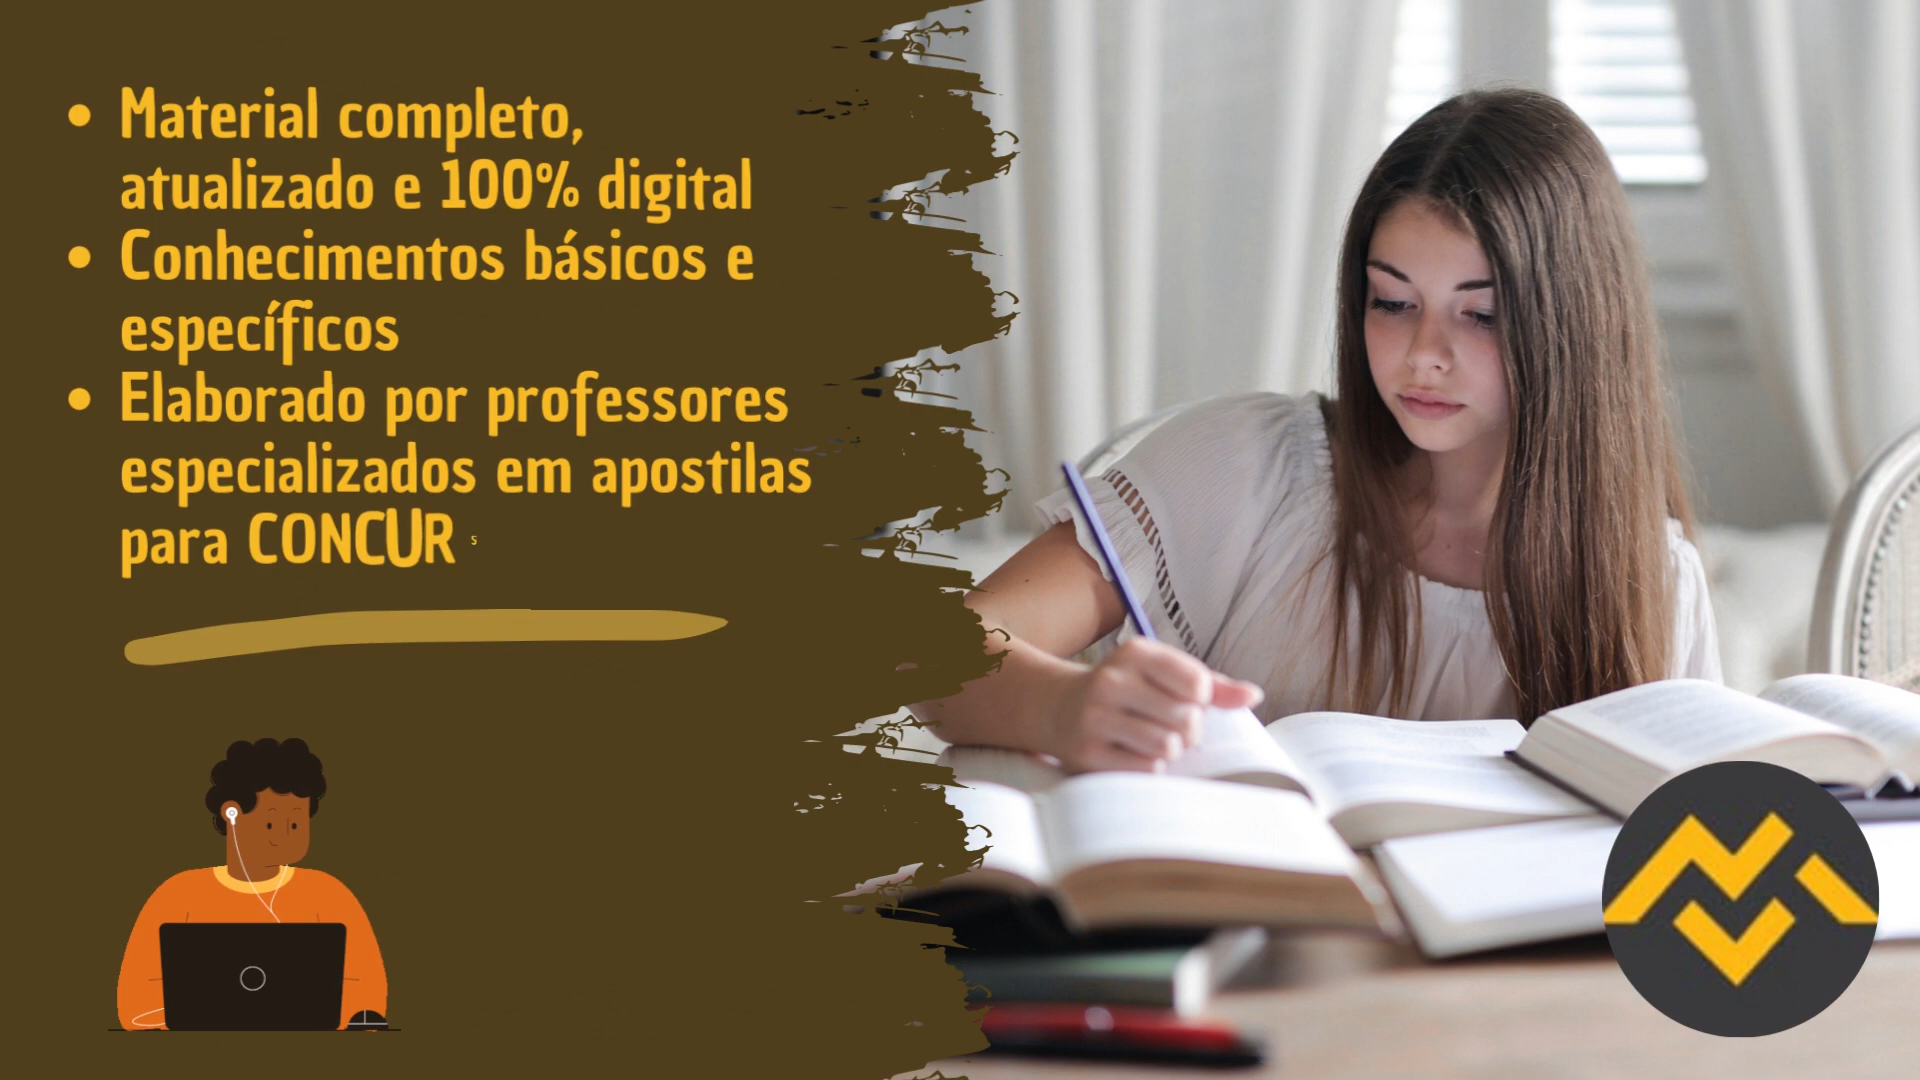 • Material completo,
atualizado e 100% digital
• Conhecimentos básicos e
específicos
• Elaborado por professores
especializados em apostilas
para CONCUR s